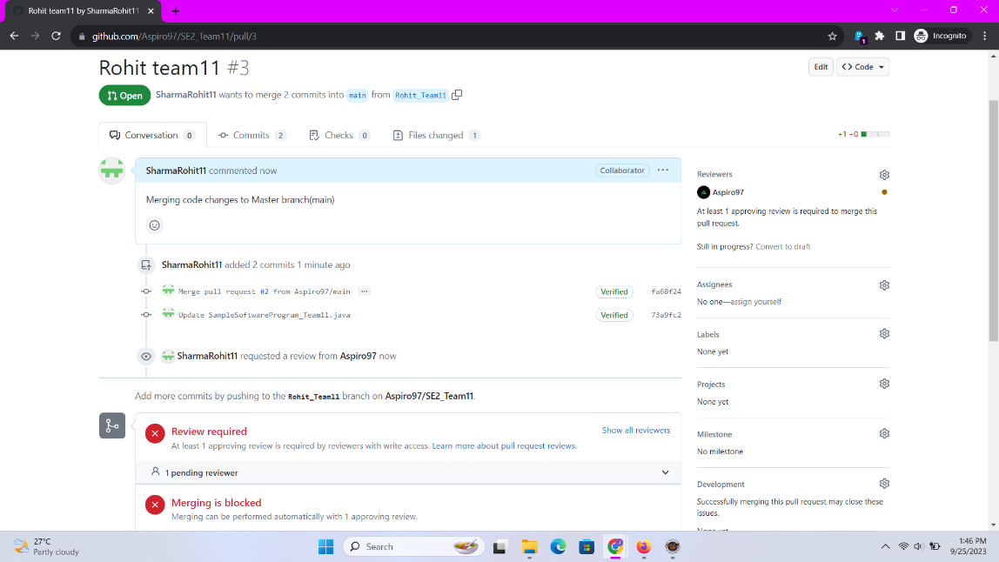 Rohit team11 by SharmaRohit11
github.com/Aspiro97/SE2_Team11/pull/3
1
Incognito
Rohit team11 #3
Edit
<> Code
Open
SharmaRohit11 wants to merge 2 commits into main from Rohit_Team11
Conversation 0
Commits 2
Checks 0
Files changed 1
+1 −0
SharmaRohit11 commented now
Collaborator
Merging code changes to Master branch(main)
SharmaRohit11 added 2 commits 1 minute ago
Merge pull request #2 from Aspiro97/main
Verified
fa68f24
Update SampleSoftwareProgram_Team11.java
Verified
73a9fc2
SharmaRohit11 requested a review from Aspiro97 now
Add more commits by pushing to the Rohit_Team11 branch on Aspiro97/SE2_Team11.
Review required
Show all reviewers
At least 1 approving review is required by reviewers with write access. Learn more about pull request reviews.
1 pending reviewer
Merging is blocked
Merging can be performed automatically with 1 approving review.
Reviewers
Aspiro97
At least 1 approving review is required to merge this
pull request.
Still in progress? Convert to draft
Assignees
No one—assign yourself
Labels
None yet
Projects
None yet
Milestone
No milestone
Development
Successfully merging this pull request may close these
issues.
None yet
27°C
Partly cloudy
Search
1:46 PM
9/25/2023